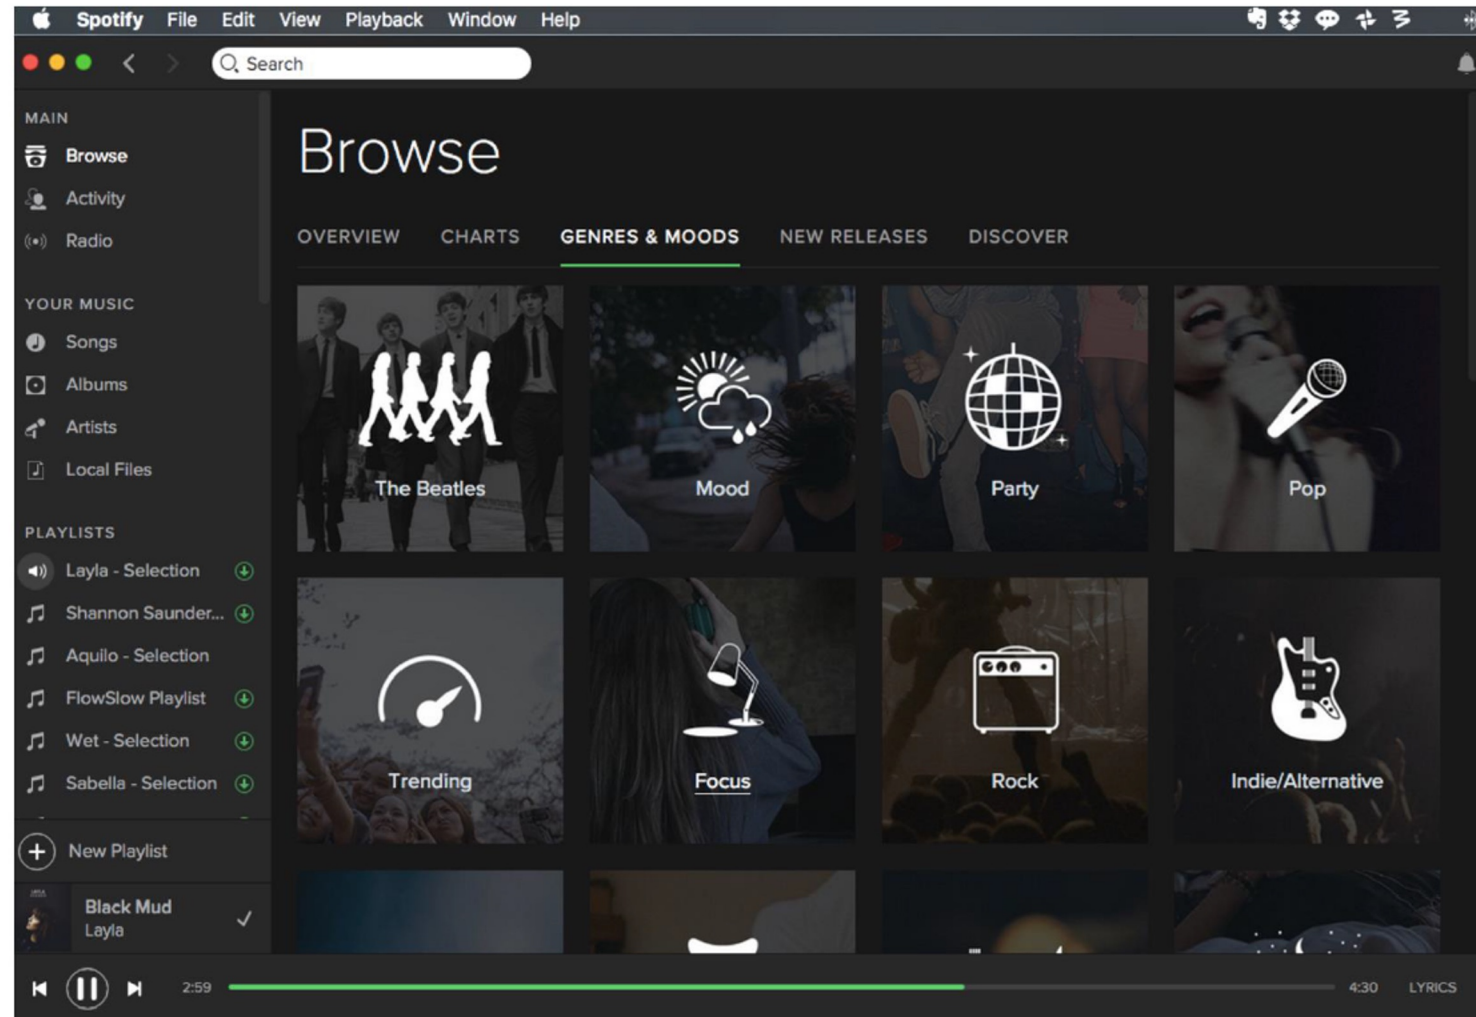 Spotify File Edit View Playback Window Help
Search
MAIN
Browse
Activity
Radio
YOUR MUSIC
Songs
Albums
Artists
Local Files
PLAYLISTS
Layla - Selection
Shannon Saunder...
Aquilo - Selection
FlowSlow Playlist
Wet - Selection
Sabella - Selection
New Playlist
Black Mud
Layla
Browse
OVERVIEW CHARTS GENRES & MOODS NEW RELEASES DISCOVER
The Beatles Mood Party Pop
Trending Focus Rock Indie/Alternative
2:59 4:30 LYRICS